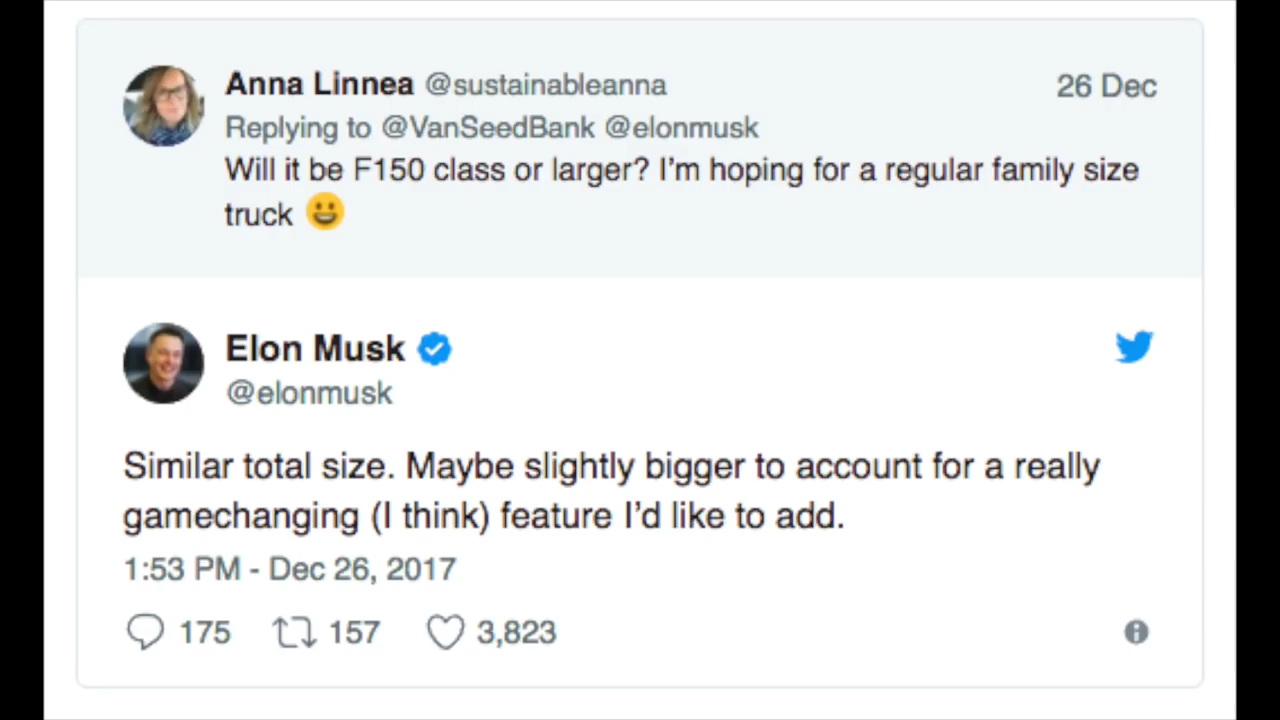 Anna Linnea @sustainableanna 26 Dec
Replying to @VanSeedBank @elonmusk
Will it be F150 class or larger? I'm hoping for a regular family size
truck 😀
Elon Musk
@elonmusk
Similar total size. Maybe slightly bigger to account for a really
gamechanging (I think) feature I'd like to add.
1:53 PM - Dec 26, 2017
175 157 3,823